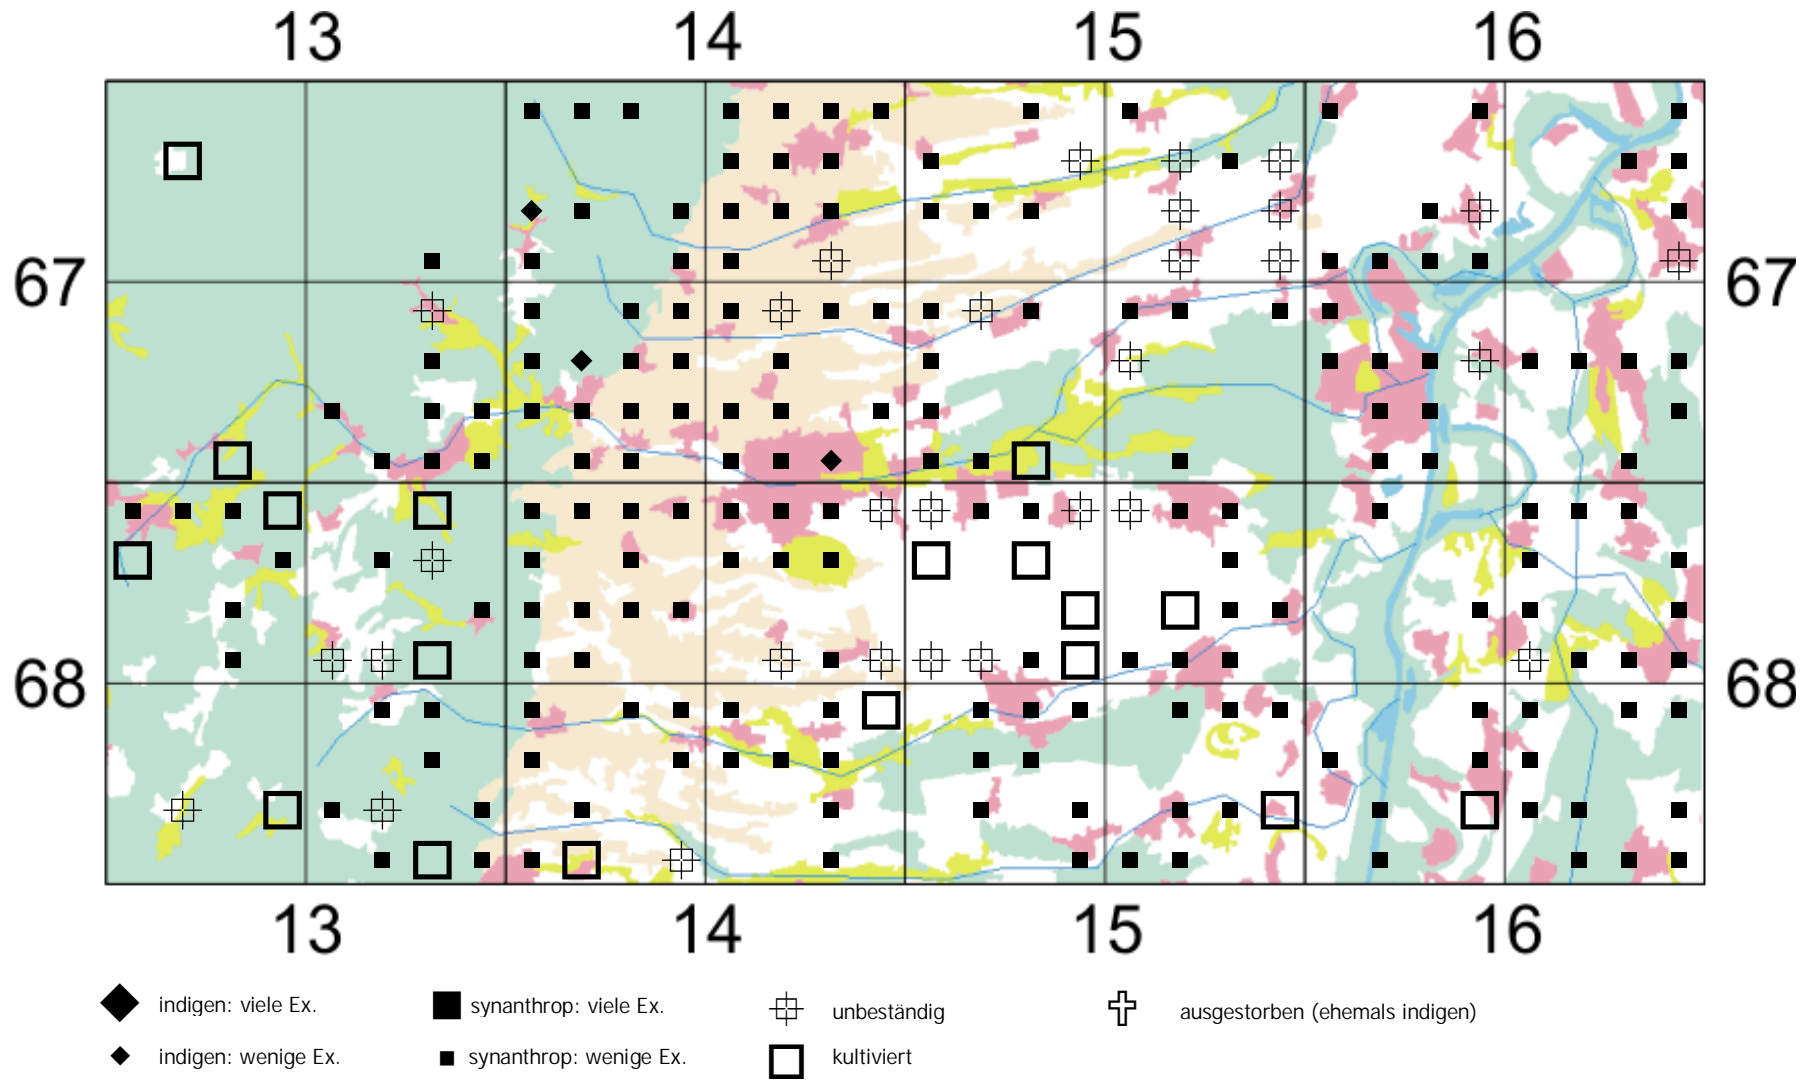 13 14 15 16
67 67
68 68
13 14 15 16
indigen: viele Ex. synanthrop: viele Ex. unbeständig ausgestorben (ehemals indigen)
indigen: wenige Ex. synanthrop: wenige Ex. kultiviert